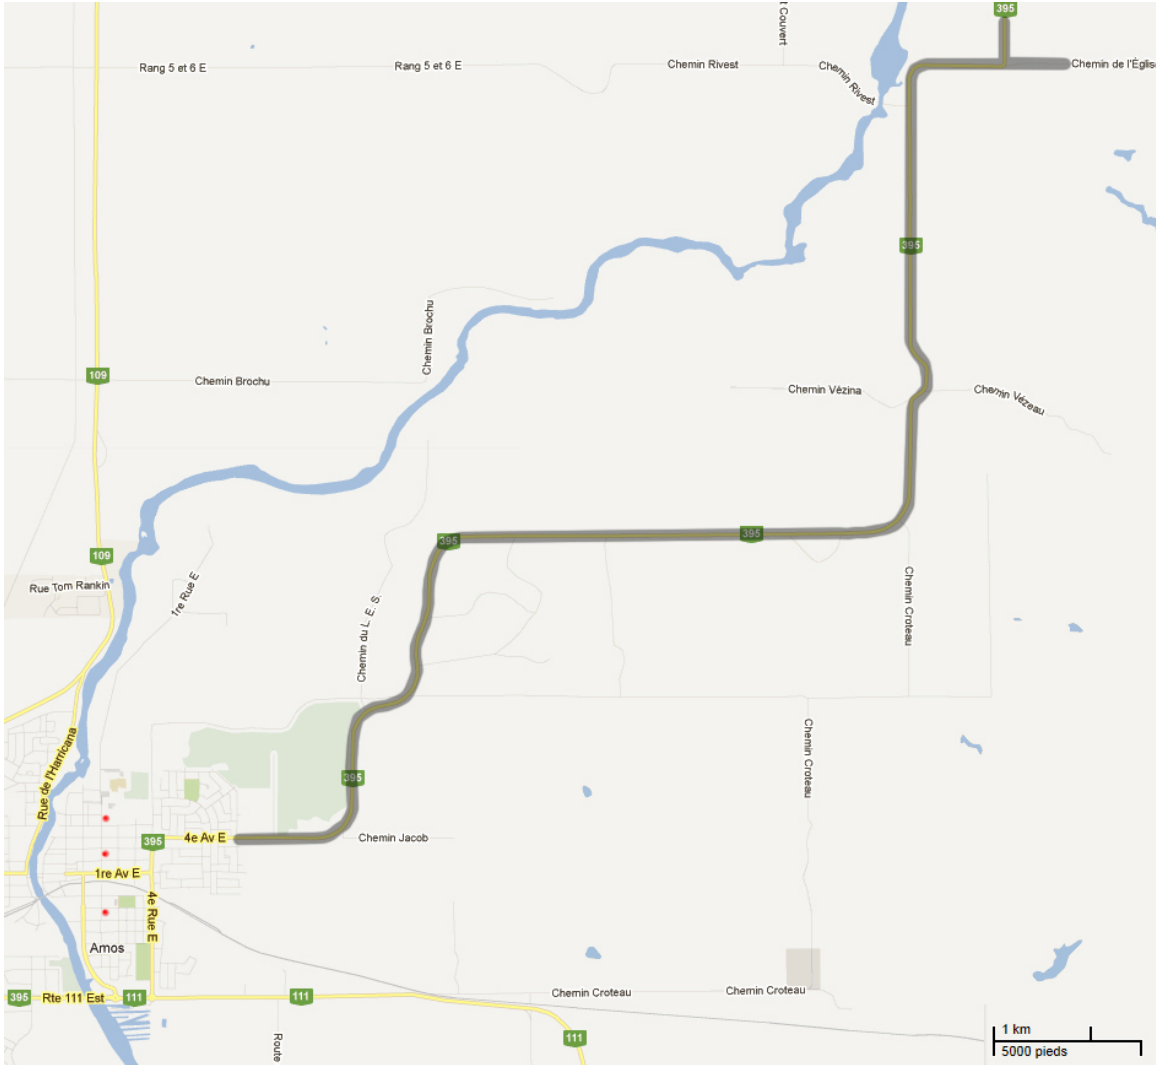 395
t Couvert
Rang 5 et 6 E
Rang 5 et 6 E
Chemin Rivest
Chemin Rivest
Chemin de l'Église
395
Chemin Brochu
109
Chemin Brochu
Chemin Vézina
Chemin Vézeau
395
395
109
Rue Tom Rankin
1re Rue E
Chemin du L. E. S.
Chemin Croteau
Rue de l'Harricana
Chemin Croteau
395
395
4e Av E
Chemin Jacob
1re Av E
4e Rue E
Amos
395
Rte 111 Est
111
111
Chemin Croteau
Chemin Croteau
111
Route
1 km
5000 pieds